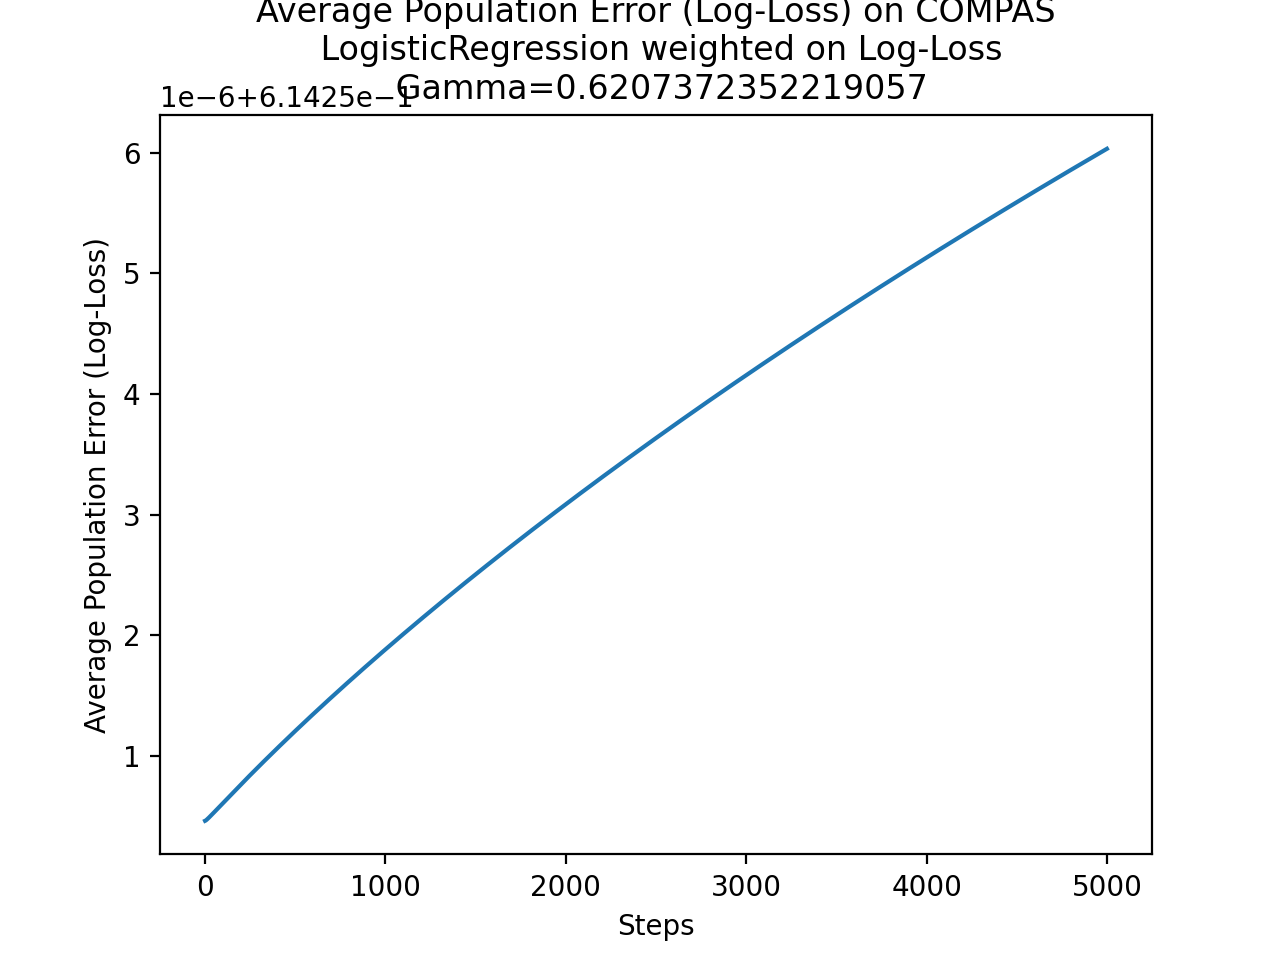 Average Population Error (Log-Loss) on COMPAS
LogisticRegression weighted on Log-Loss
Gamma=0.6207372352219057
1e−6+6.1425e−1
6
5
4
3
2
1
Average Population Error (Log-Loss)
0 1000 2000 3000 4000 5000
Steps